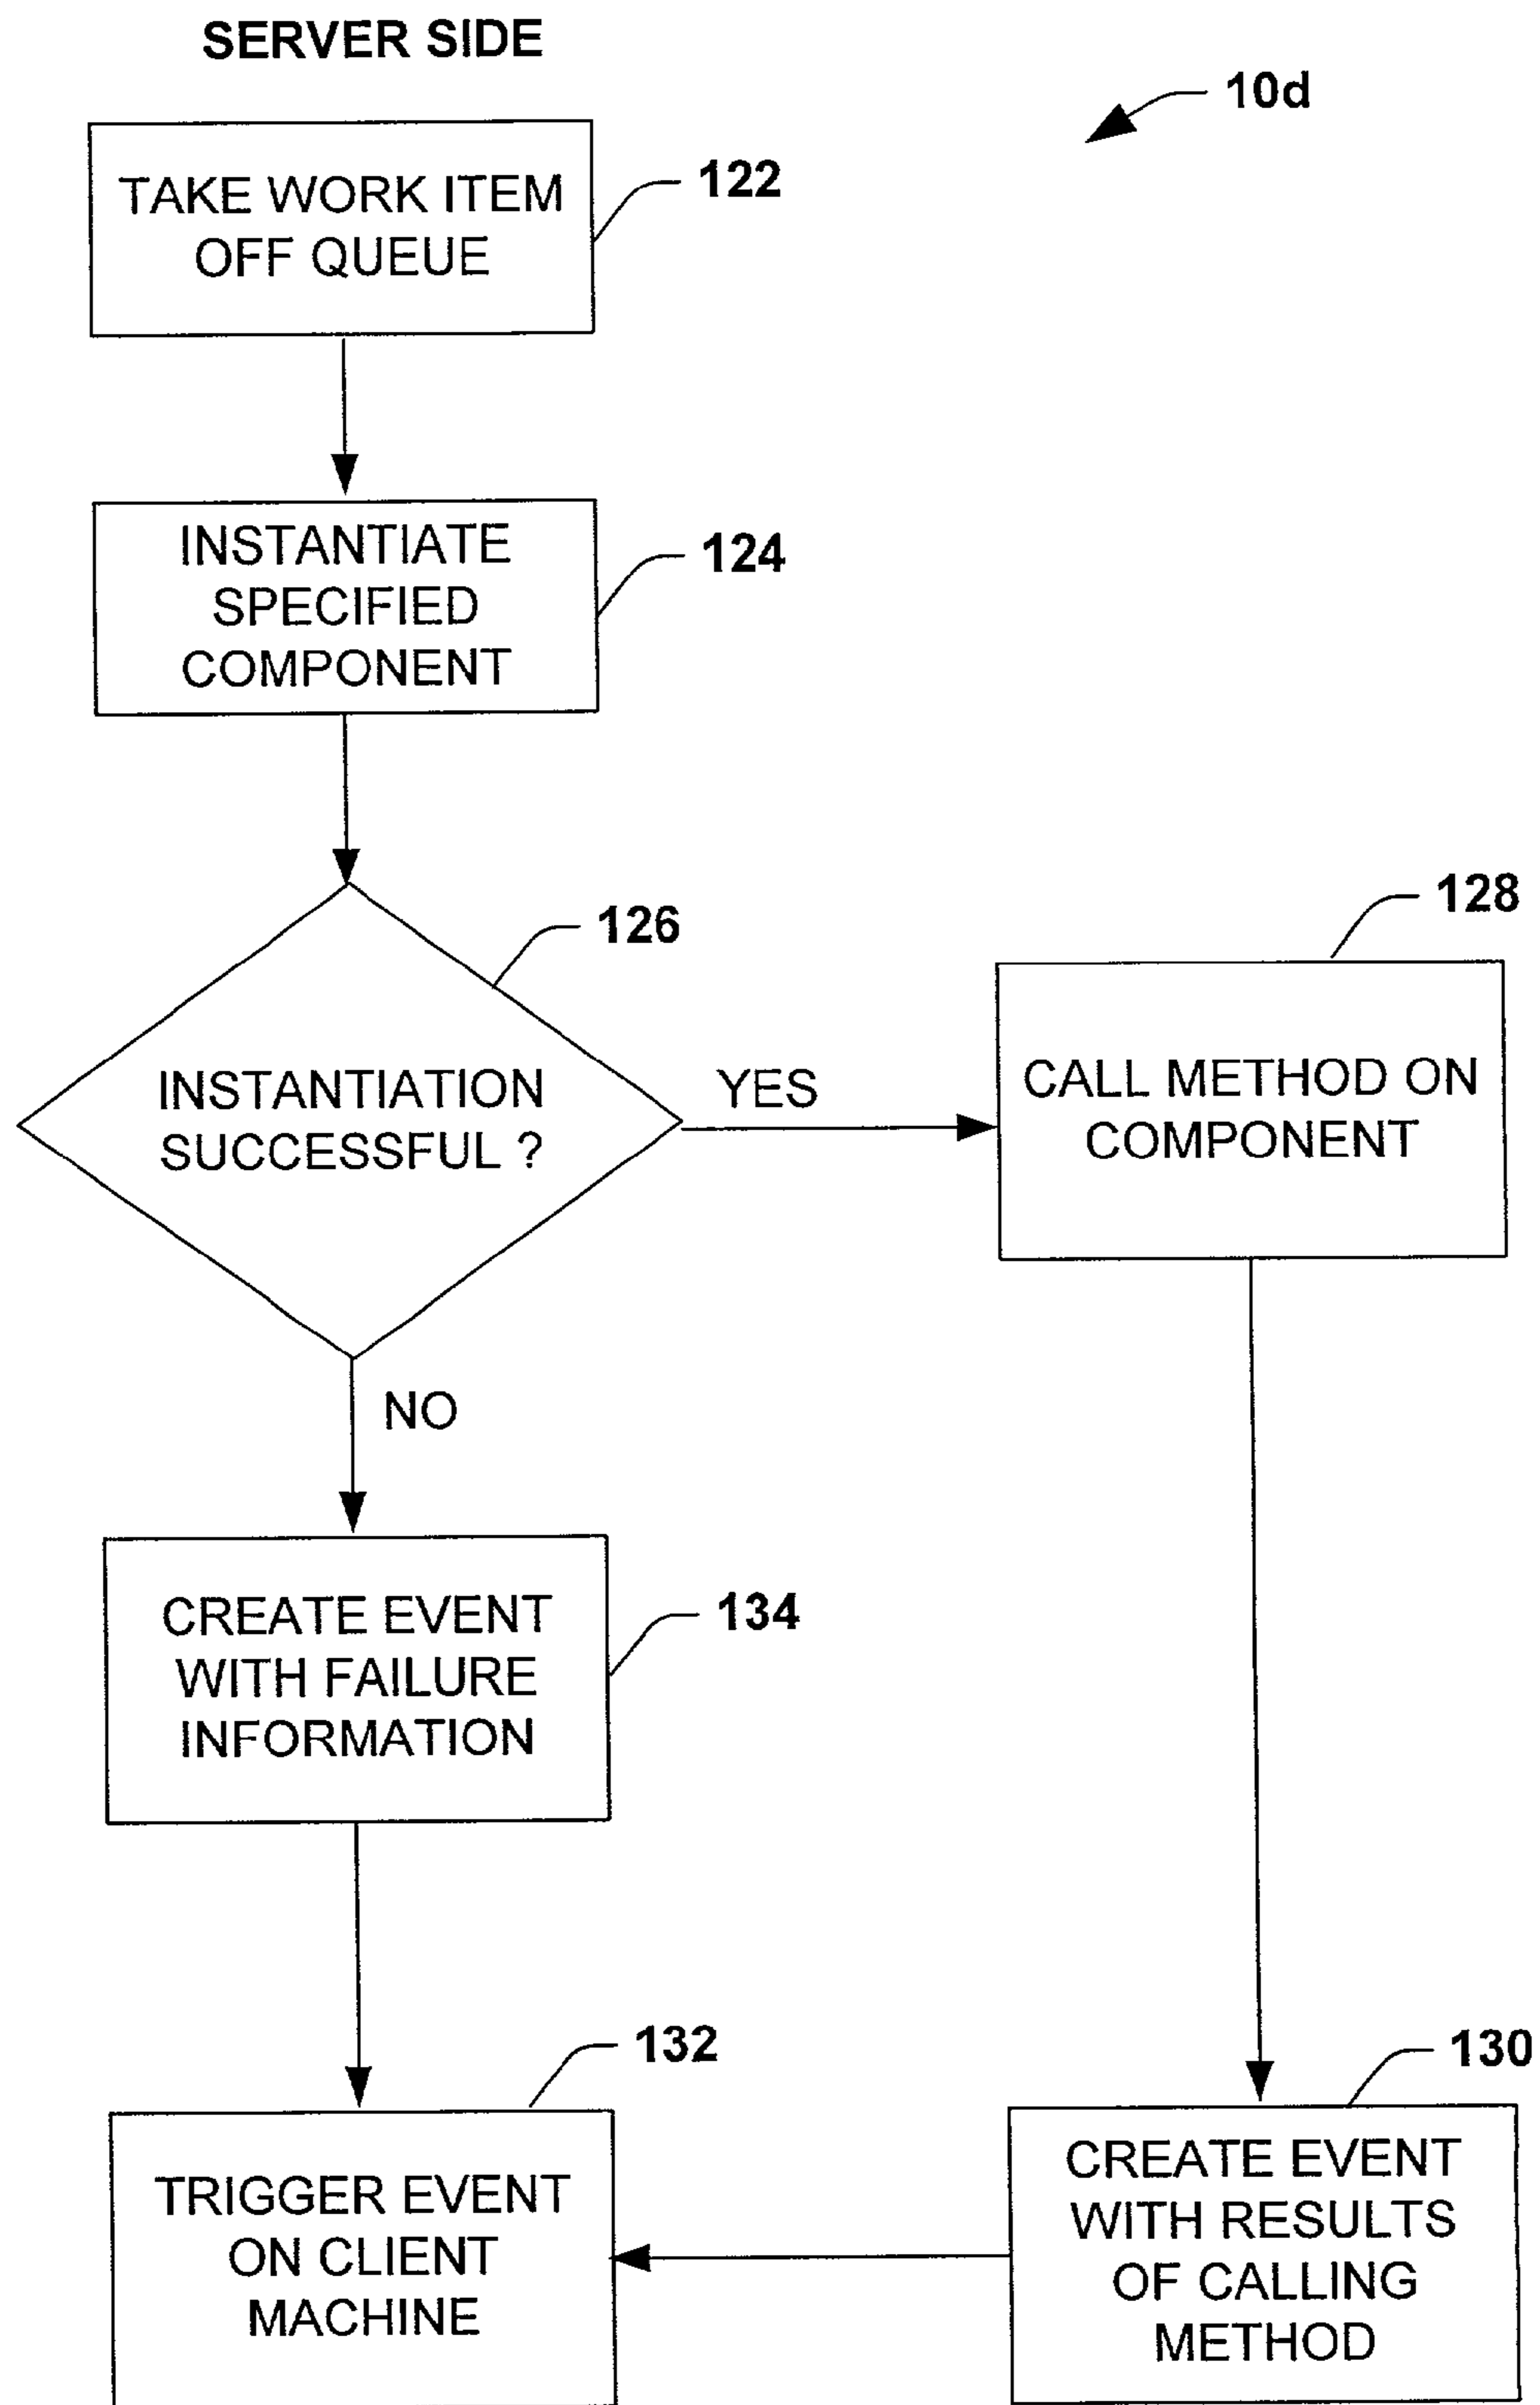 SERVER SIDE
10d
TAKE WORK ITEM
OFF QUEUE
122
INSTANTIATE
SPECIFIED
COMPONENT
124
126
INSTANTIATION
SUCCESSFUL ?
YES
128
CALL METHOD ON
COMPONENT
NO
CREATE EVENT
WITH FAILURE
INFORMATION
134
132
TRIGGER EVENT
ON CLIENT
MACHINE
130
CREATE EVENT
WITH RESULTS
OF CALLING
METHOD